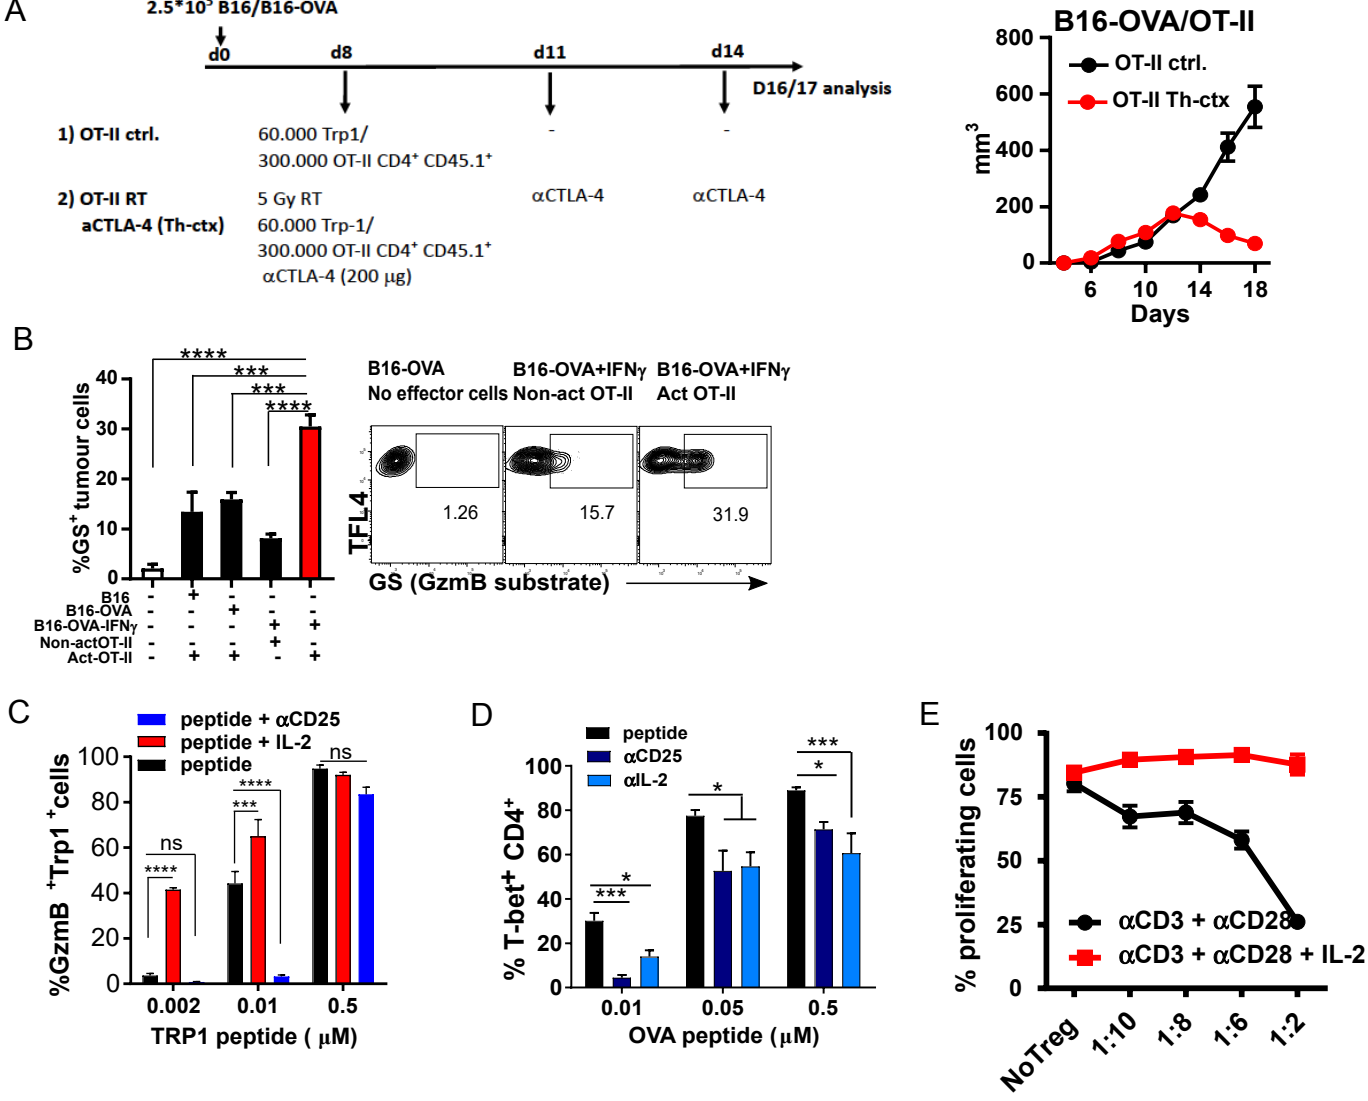 A
2.5*10⁵ B16/B16-OVA
d0 d8 d11 d14
D16/17 analysis
1) OT-II ctrl. 60.000 Trp1/ - -
300.000 OT-II CD4⁺ CD45.1⁺
2) OT-II RT 5 Gy RT αCTLA-4 αCTLA-4
aCTLA-4 (Th-ctx) 60.000 Trp-1/
300.000 OT-II CD4⁺ CD45.1⁺
αCTLA-4 (200 μg)
B16-OVA/OT-II
OT-II ctrl.
OT-II Th-ctx
mm³
800
600
400
200
0
6 10 14 18
Days
B
%GS⁺ tumour cells
40
30
20
10
0
****
***
***
****
B16 - + - - -
B16-OVA - - + - -
B16-OVA-IFNγ - - - + +
Non-actOT-II - - - + -
Act-OT-II - + + - +
B16-OVA B16-OVA+IFNγ B16-OVA+IFNγ
No effector cells Non-act OT-II Act OT-II
1.26 15.7 31.9
TFL4
GS (GzmB substrate)
C
peptide + αCD25
peptide + IL-2
peptide
%GzmB ⁺Trp1 ⁺cells
100
80
60
40
20
0
ns
****
****
***
ns
0.002 0.01 0.5
TRP1 peptide ( μM)
D
peptide
αCD25
αIL-2
% T-bet⁺ CD4⁺
100
80
60
40
20
0
*
***
*
***
*
0.01 0.05 0.5
OVA peptide (μM)
E
% proliferating cells
100
75
50
25
0
αCD3 + αCD28
αCD3 + αCD28 + IL-2
NoTreg 1:10 1:8 1:6 1:2